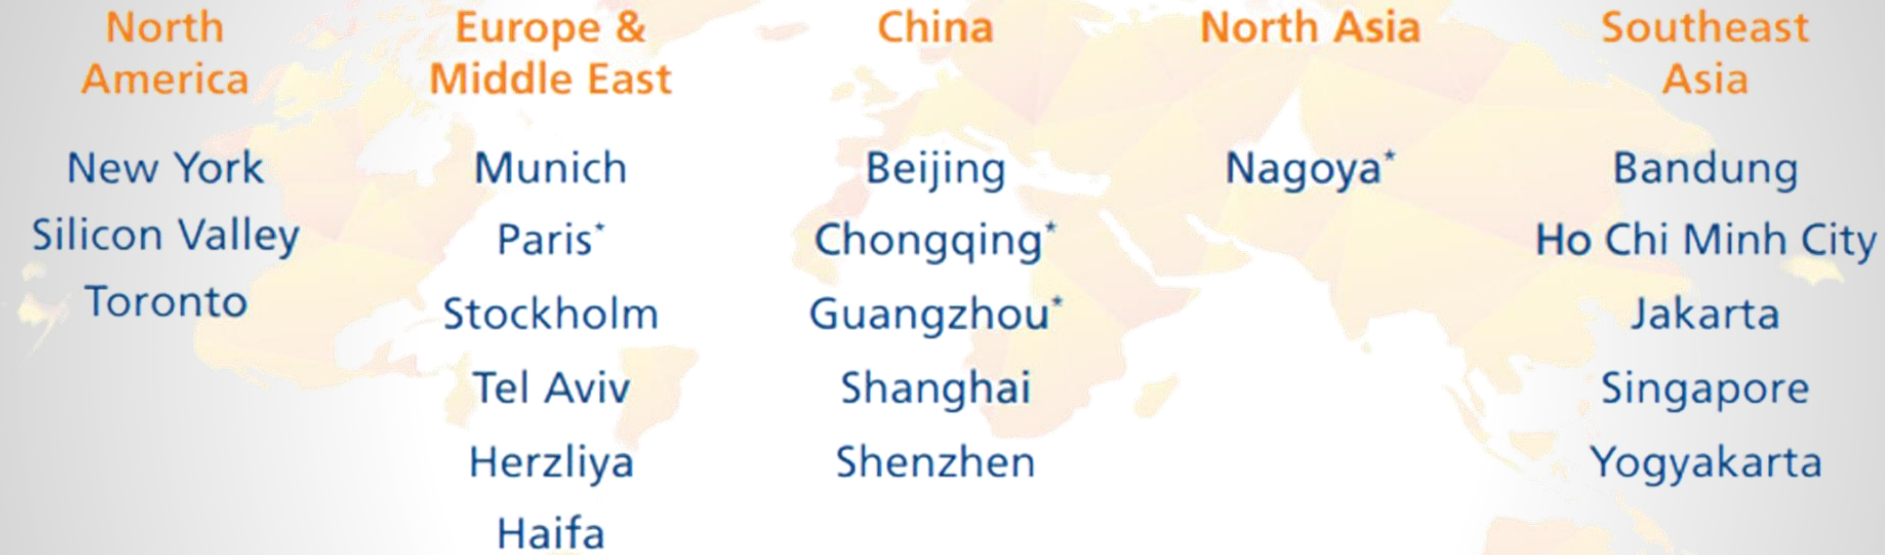 North
America
New York
Silicon Valley
Toronto
Europe &
Middle East
Munich
Paris*
Stockholm
Tel Aviv
Herzliya
Haifa
China
Beijing
Chongqing*
Guangzhou*
Shanghai
Shenzhen
North Asia
Nagoya*
Southeast
Asia
Bandung
Ho Chi Minh City
Jakarta
Singapore
Yogyakarta